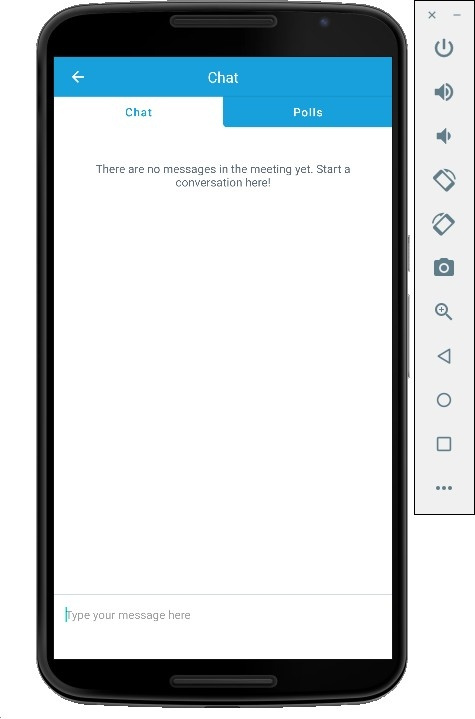 Chat
Chat
Polls
There are no messages in the meeting yet. Start a
conversation here!
Type your message here